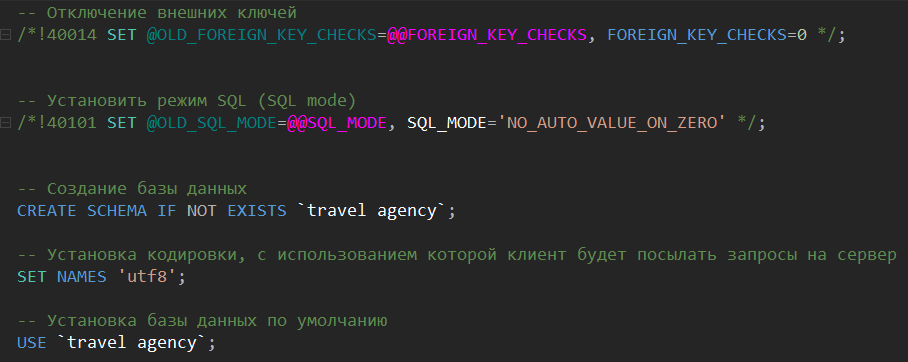 -- Отключение внешних ключей
/*!40014 SET @OLD_FOREIGN_KEY_CHECKS=@@FOREIGN_KEY_CHECKS, FOREIGN_KEY_CHECKS=0 */;
-- Установить режим SQL (SQL mode)
/*!40101 SET @OLD_SQL_MODE=@@SQL_MODE, SQL_MODE='NO_AUTO_VALUE_ON_ZERO' */;
-- Создание базы данных
CREATE SCHEMA IF NOT EXISTS `travel agency`;
-- Установка кодировки, с использованием которой клиент будет посылать запросы на сервер
SET NAMES 'utf8';
-- Установка базы данных по умолчанию
USE `travel agency`;